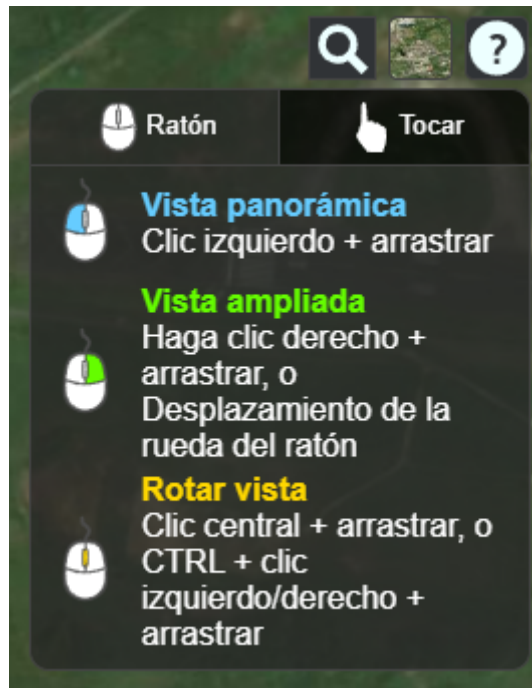 ?
Ratón
Tocar
Vista panorámica
Clic izquierdo + arrastrar
Vista ampliada
Haga clic derecho +
arrastrar, o
Desplazamiento de la
rueda del ratón
Rotar vista
Clic central + arrastrar, o
CTRL + clic
izquierdo/derecho +
arrastrar